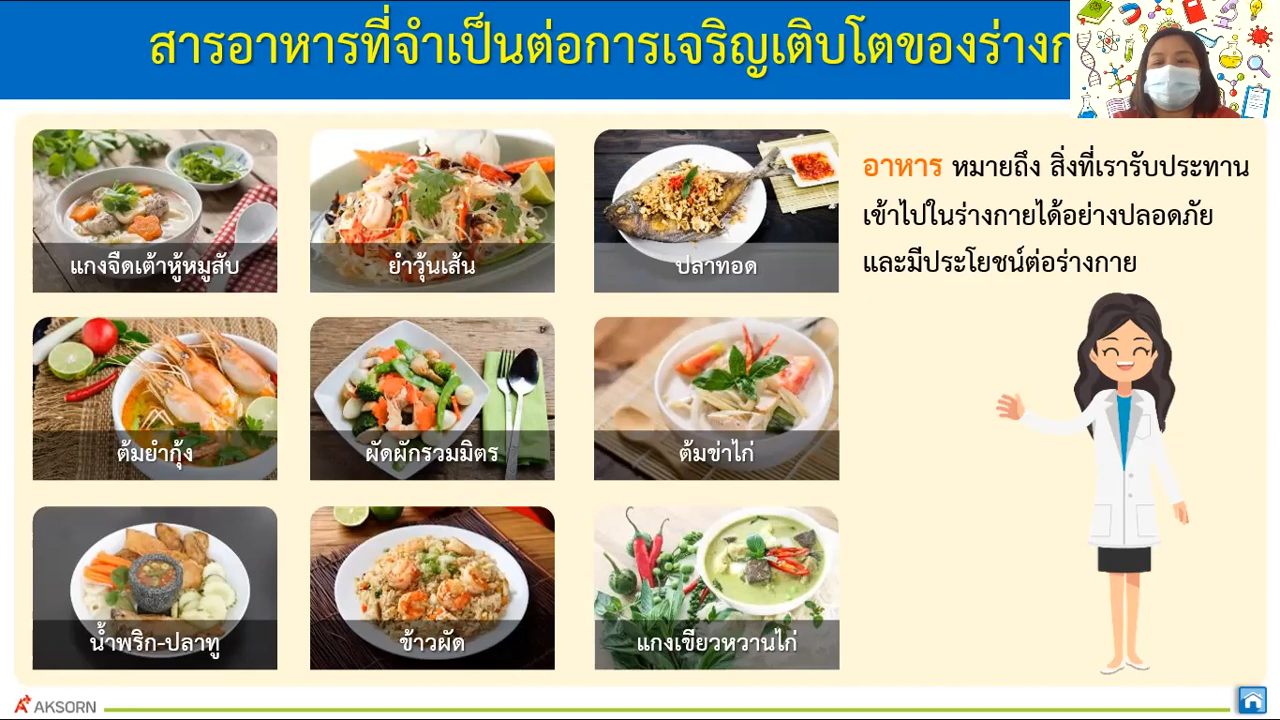 สารอาหารที่จำเป็นต่อการเจริญเติบโตของร่างก
แกงจืดเต้าหู้หมูสับ
ยำวุ้นเส้น
ปลาทอด
อาหาร หมายถึง สิ่งที่เรารับประทาน
เข้าไปในร่างกายได้อย่างปลอดภัย
และมีประโยชน์ต่อร่างกาย
ต้มยำกุ้ง
ผัดผักรวมมิตร
ต้มข่าไก่
น้ำพริก-ปลาทู
ข้าวผัด
แกงเขียวหวานไก่
AKSORN